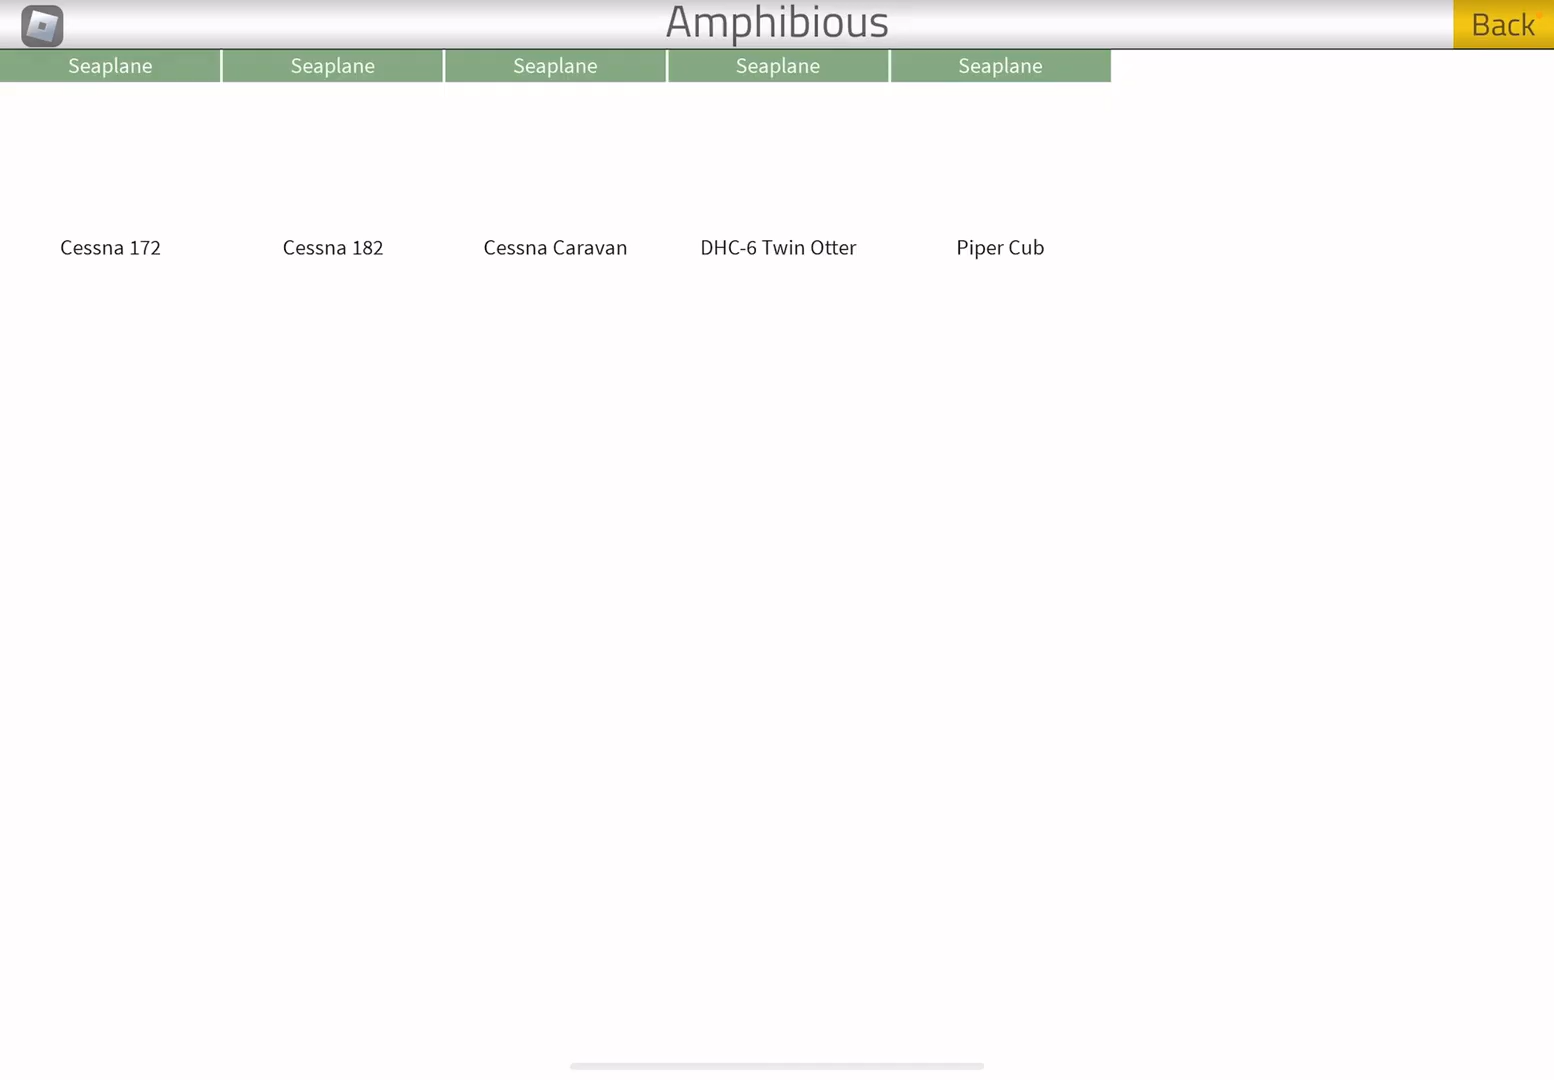 Amphibious
Back
Seaplane Seaplane Seaplane Seaplane Seaplane
Cessna 172 Cessna 182 Cessna Caravan DHC-6 Twin Otter Piper Cub